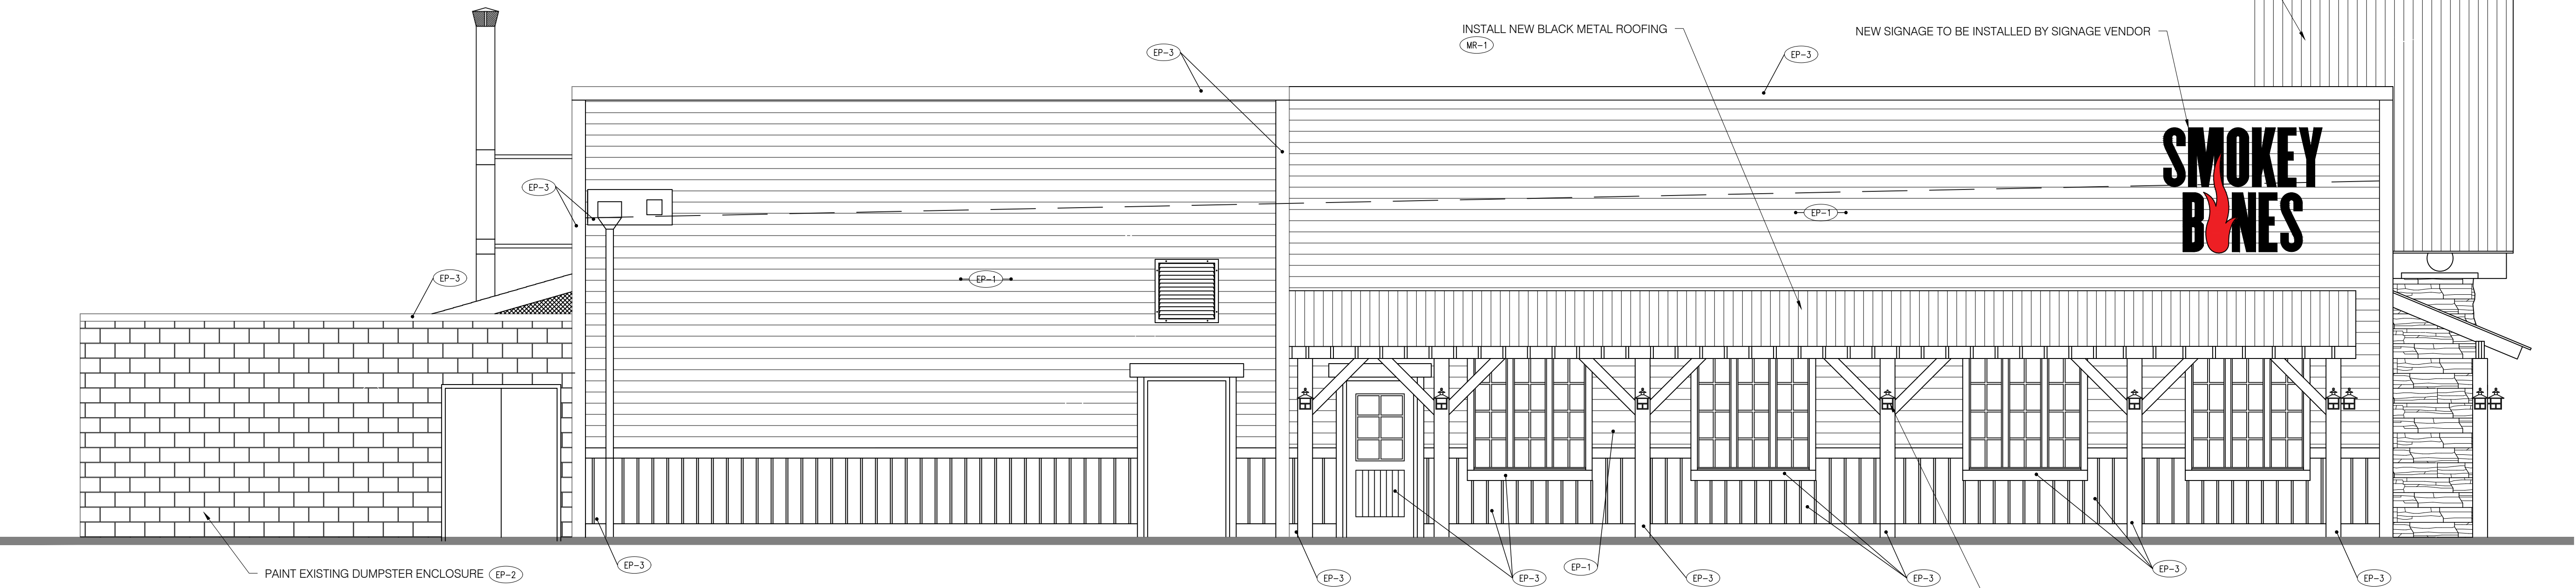 INSTALL NEW BLACK METAL ROOFING
MR-1
NEW SIGNAGE TO BE INSTALLED BY SIGNAGE VENDOR
EP-3
EP-3
SMOKEY
BONES
EP-3
EP-1
EP-3
EP-1
EP-3
EP-1
PAINT EXISTING DUMPSTER ENCLOSURE EP-2
EP-3
EP-3
EP-3
EP-3
EP-3
EP-3